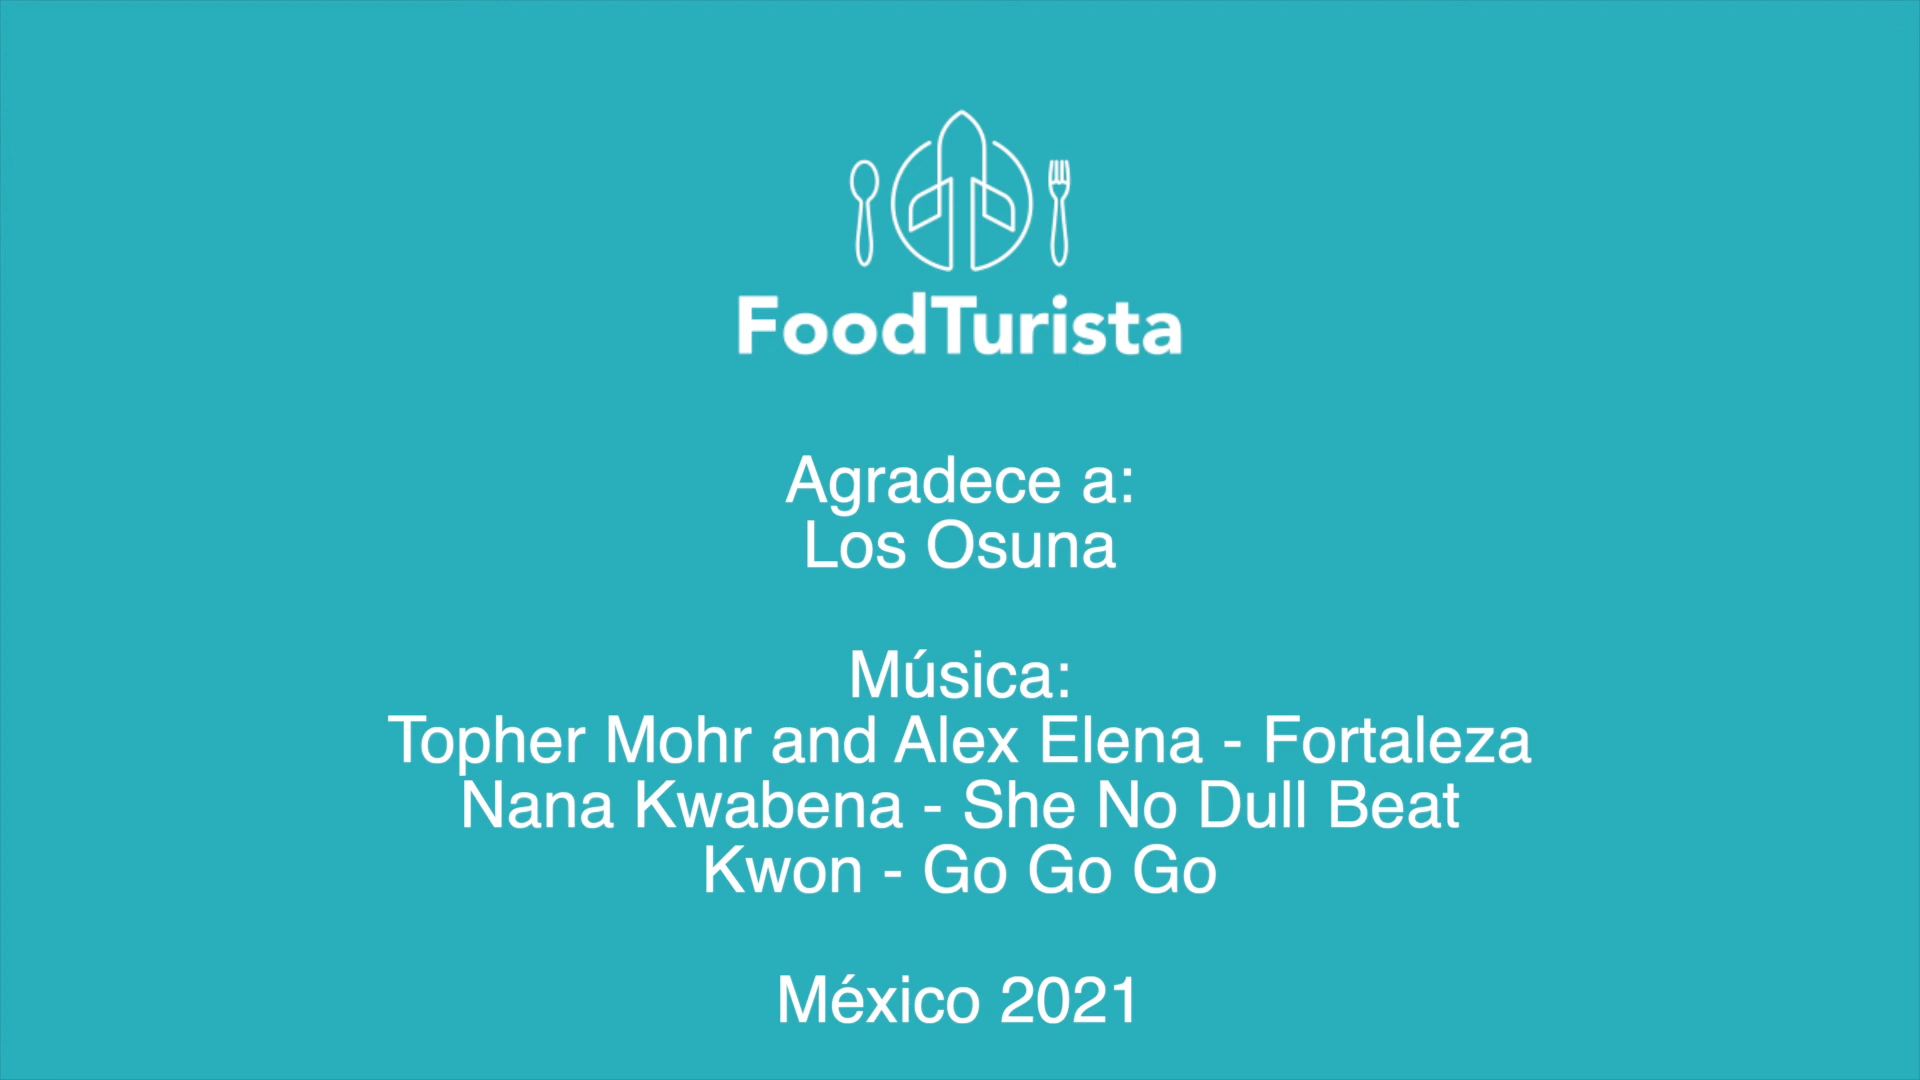 FoodTurista
Agradece a:
Los Osuna
Música:
Topher Mohr and Alex Elena - Fortaleza
Nana Kwabena - She No Dull Beat
Kwon - Go Go Go
México 2021